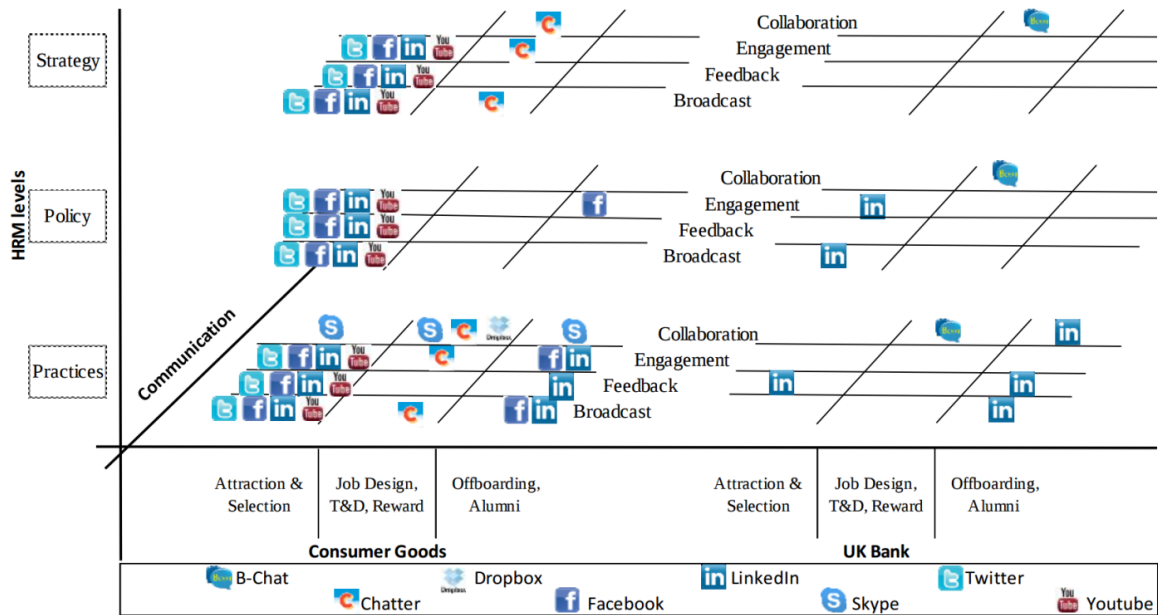 Collaboration
Engagement
Strategy
Feedback
Broadcast
HRM levels
Collaboration
Policy
Engagement
Feedback
Broadcast
Communication
Collaboration
Engagement
Practices
Feedback
Broadcast
Attraction &
Selection
Job Design,
T&D, Reward
Offboarding,
Alumni
Attraction &
Selection
Job Design,
T&D, Reward
Offboarding,
Alumni
Consumer Goods
UK Bank
B-Chat
Dropbox
LinkedIn
Twitter
Chatter
Facebook
Skype
Youtube